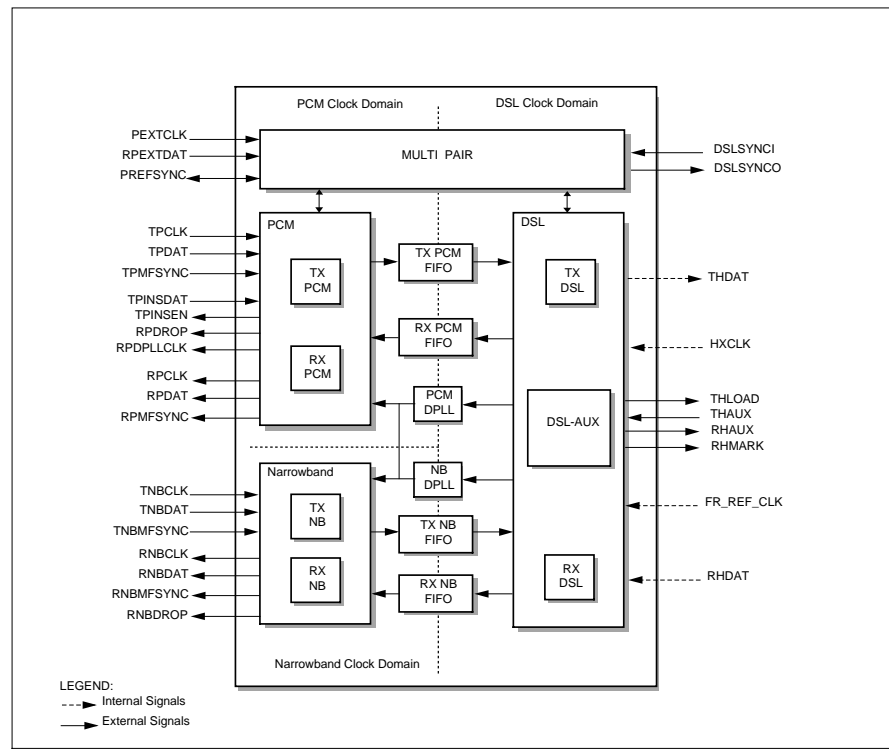 PCM Clock Domain
DSL Clock Domain
PEXTCLK
RPEXTDAT
PREFSYNC
MULTI PAIR
DSLSYNCI
DSLSYNCO
PCM
DSL
TPCLK
TPDAT
TPMFSYNC
TPINSDAT
TPINSEN
RPDROP
RPDPLLCLK
RPCLK
RPDAT
RPMFSYNC
TX
PCM
RX
PCM
TX PCM
FIFO
RX PCM
FIFO
PCM
DPLL
NB
DPLL
TX NB
FIFO
RX NB
FIFO
TX
DSL
DSL-AUX
RX
DSL
THDAT
HXCLK
THLOAD
THAUX
RHAUX
RHMARK
FR_REF_CLK
RHDAT
Narrowband
TNBCLK
TNBDAT
TNBMFSYNC
RNBCLK
RNBDAT
RNBMFSYNC
RNBDROP
TX
NB
RX
NB
Narrowband Clock Domain
LEGEND:
Internal Signals
External Signals